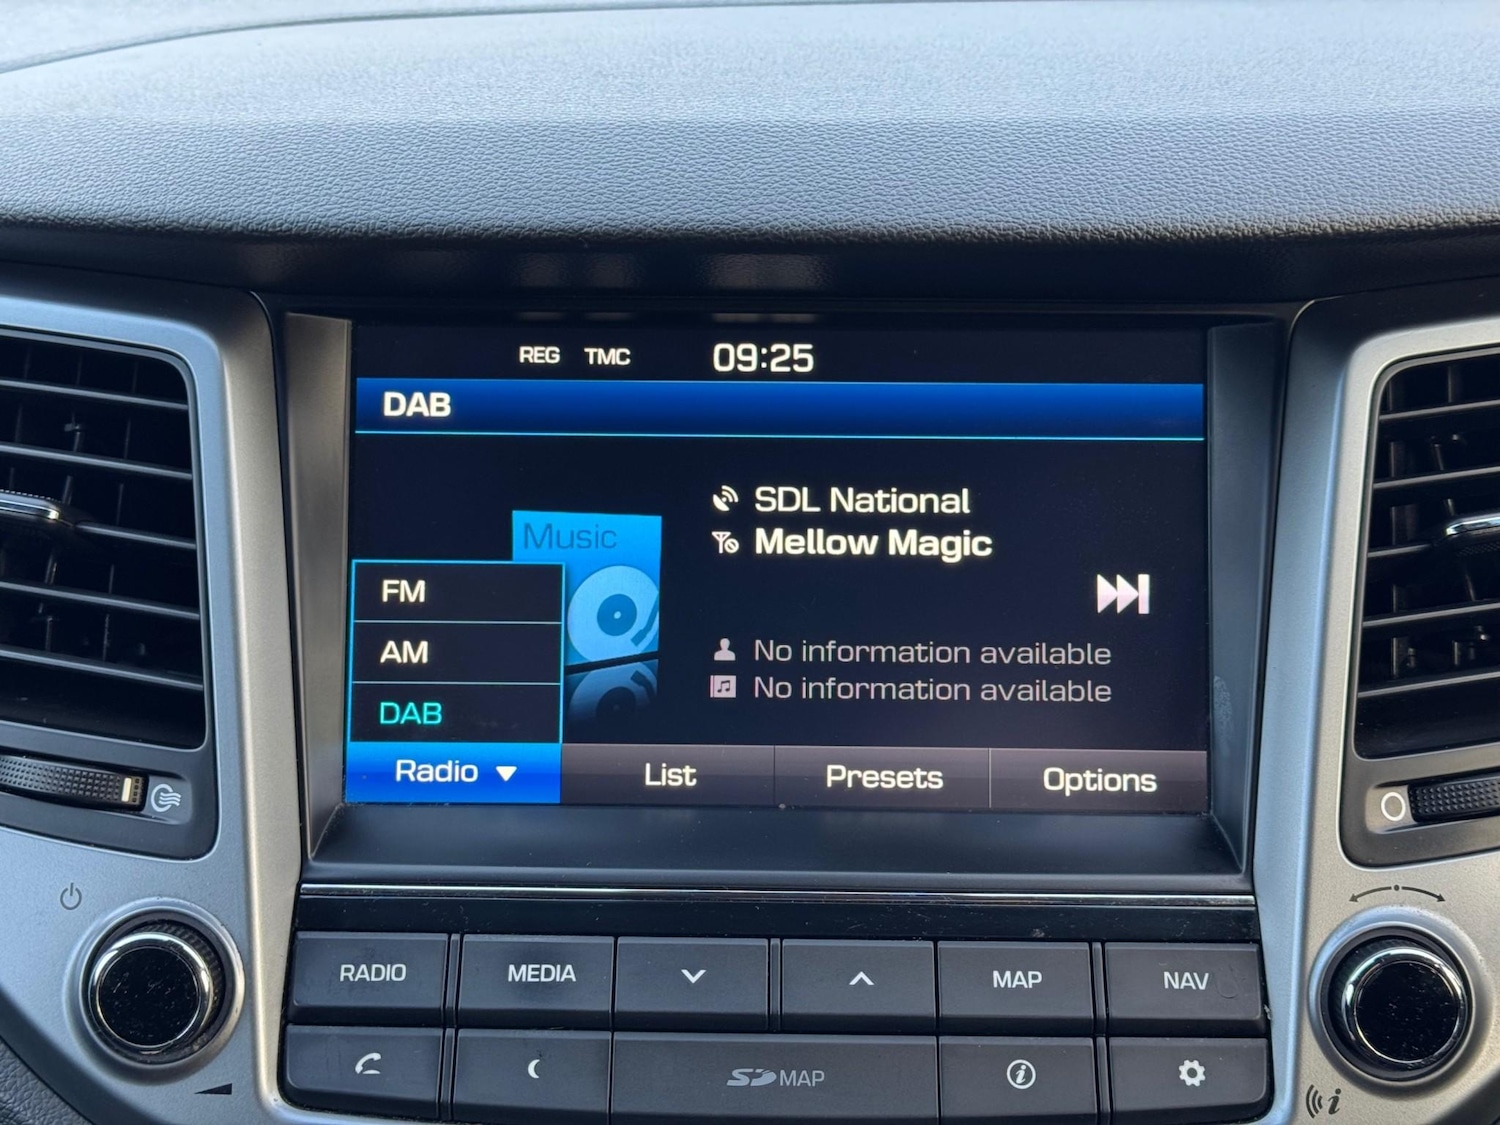 REG TMC 09:25
DAB
SDL National
Mellow Magic
Music
FM
AM
DAB
No information available
No information available
Radio List Presets Options
RADIO MEDIA MAP NAV
SD MAP
i
i